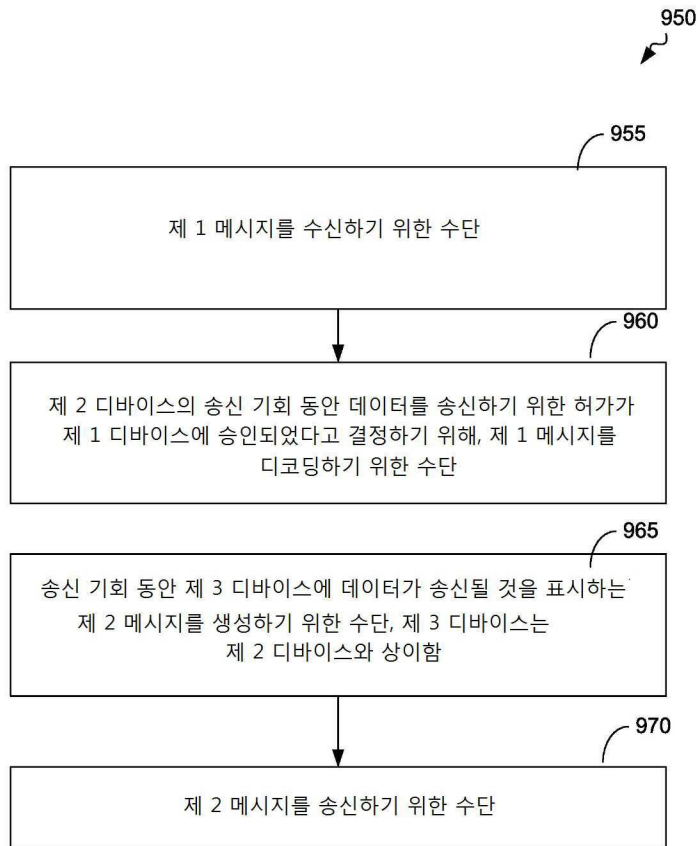 950
955
제 1 메시지를 수신하기 위한 수단
960
제 2 디바이스의 송신 기회 동안 데이터를 송신하기 위한 허가가
제 1 디바이스에 승인되었다고 결정하기 위해, 제 1 메시지를
디코딩하기 위한 수단
965
송신 기회 동안 제 3 디바이스에 데이터가 송신될 것을 표시하는
제 2 메시지를 생성하기 위한 수단, 제 3 디바이스는
제 2 디바이스와 상이함
970
제 2 메시지를 송신하기 위한 수단